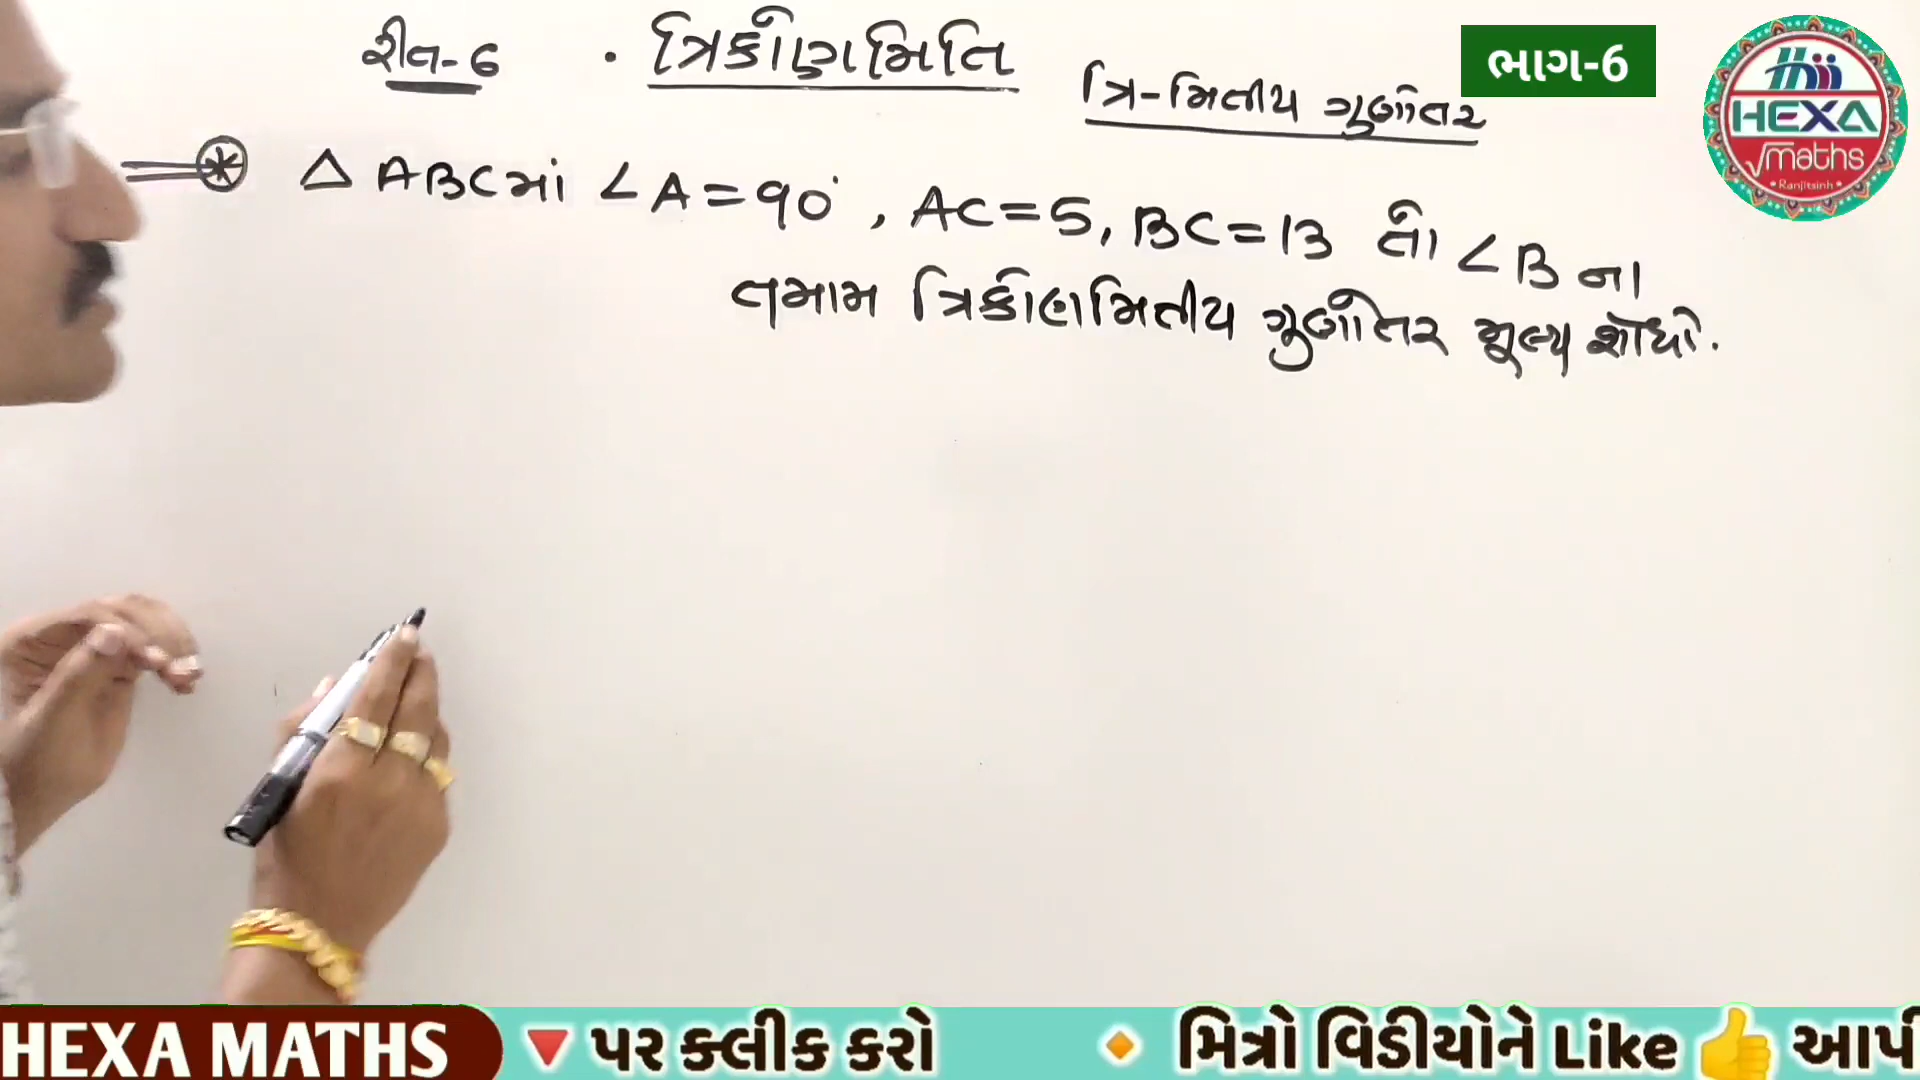 રીત-6 • ત્રિકોણમિતિ
ત્રિ-મિતીય ગુણોત્તર
ભાગ-6
HEXA
√maths
• Ranjitsinh •
△ ABCમાં ∠A=90°, AC=5, BC=13 તો ∠B ના
તમામ ત્રિકોણમિતીય ગુણોત્તર મૂલ્ય શોધો.
HEXA MATHS 🔻પર ક્લીક કરો 🔸 મિત્રો વિડીયોને Like 👍 આપી